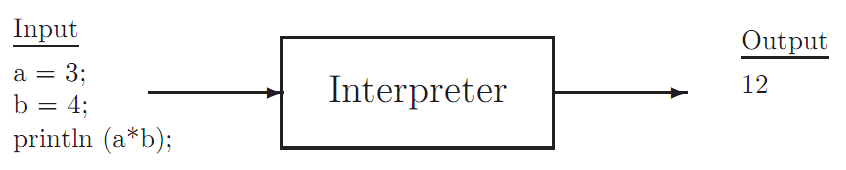 Input
a = 3;
b = 4;
println (a*b);
Interpreter
Output
12